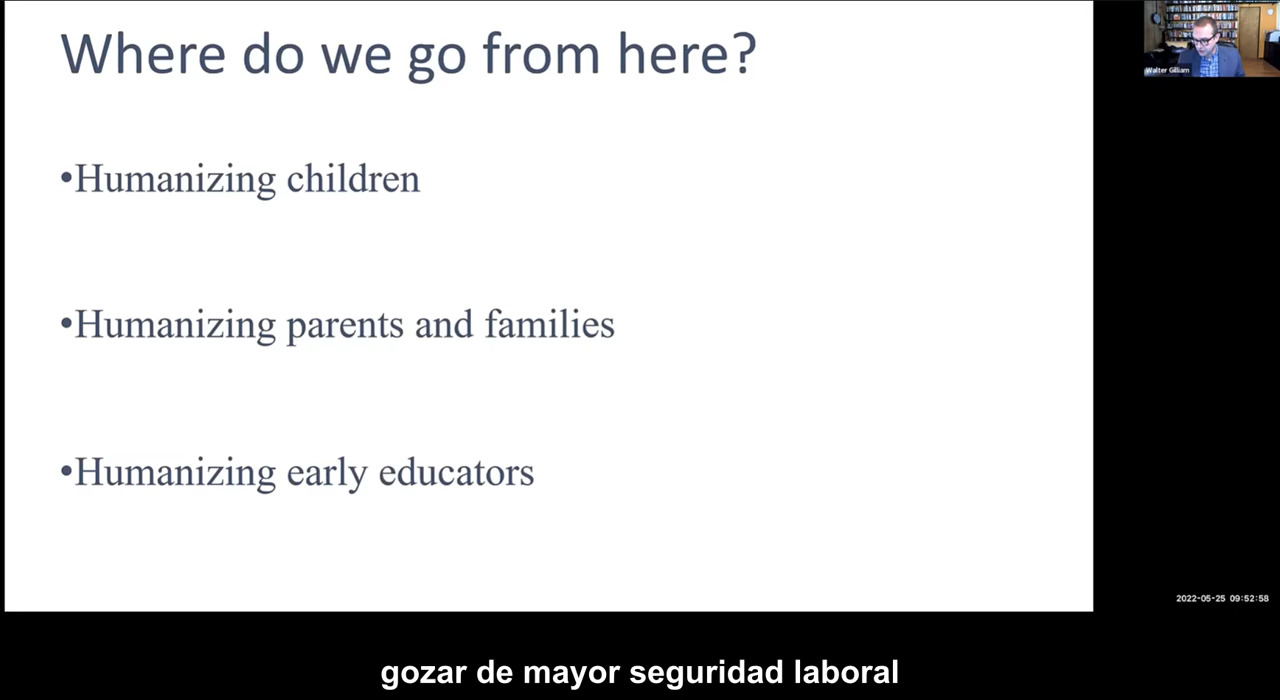 Where do we go from here?
Walter Gilliam
•Humanizing children
•Humanizing parents and families
•Humanizing early educators
2022-05-25 09:52:58
gozar de mayor seguridad laboral